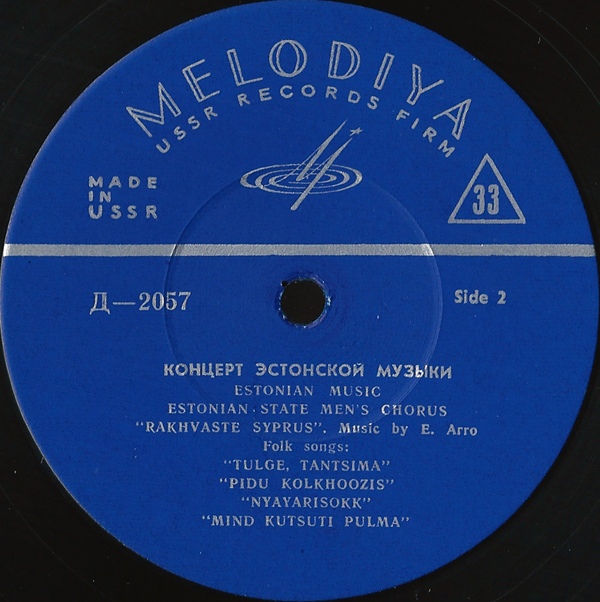 MELODIYA
USSR RECORDS FIRM
MADE
IN
USSR
33
Д—2057
Side 2
КОНЦЕРТ ЭСТОНСКОЙ МУЗЫКИ
ESTONIAN MUSIC
ESTONIAN STATE MEN'S CHORUS
"RAKHVASTE SYPRUS". Music by E. Arro
Folk songs:
"TULGE, TANTSIMA"
"PIDU KOLKHOOZIS"
"NYAYARISOKK"
"MIND KUTSUTI PULMA"